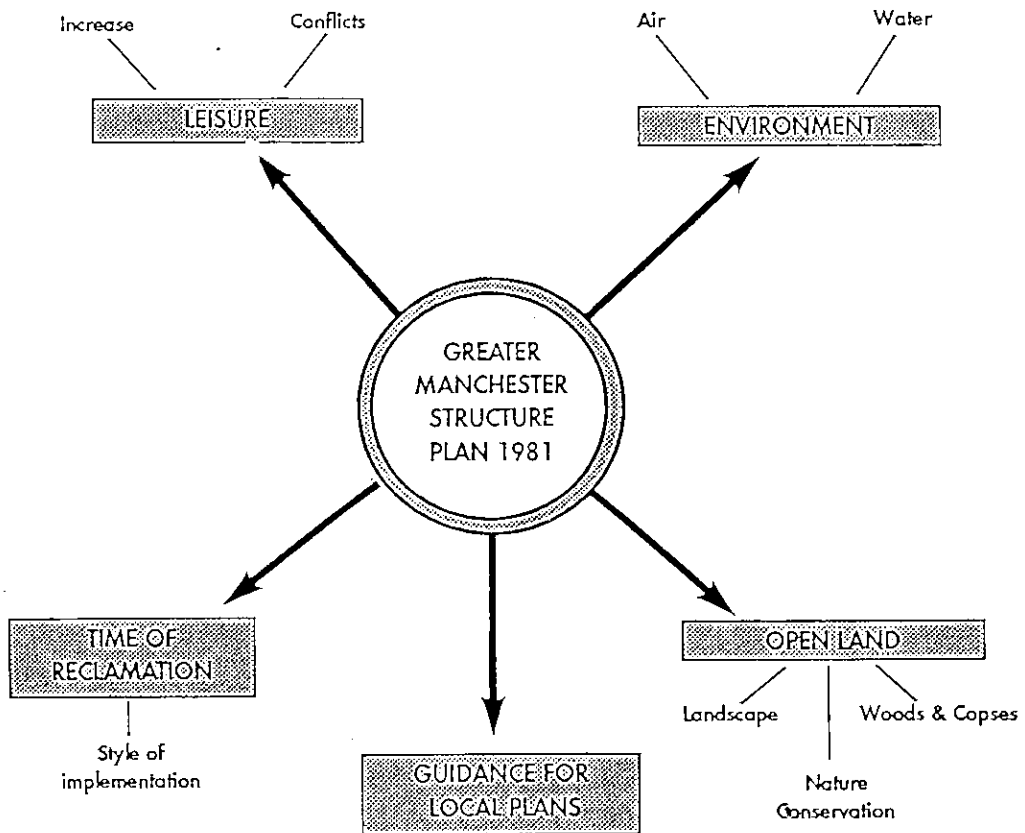 Increase
Conflicts
LEISURE
Air
Water
ENVIRONMENT
GREATER
MANCHESTER
STRUCTURE
PLAN 1981
TIME OF
RECLAMATION
Style of
implementation
GUIDANCE FOR
LOCAL PLANS
OPEN LAND
Landscape
Woods & Copses
Nature
Conservation